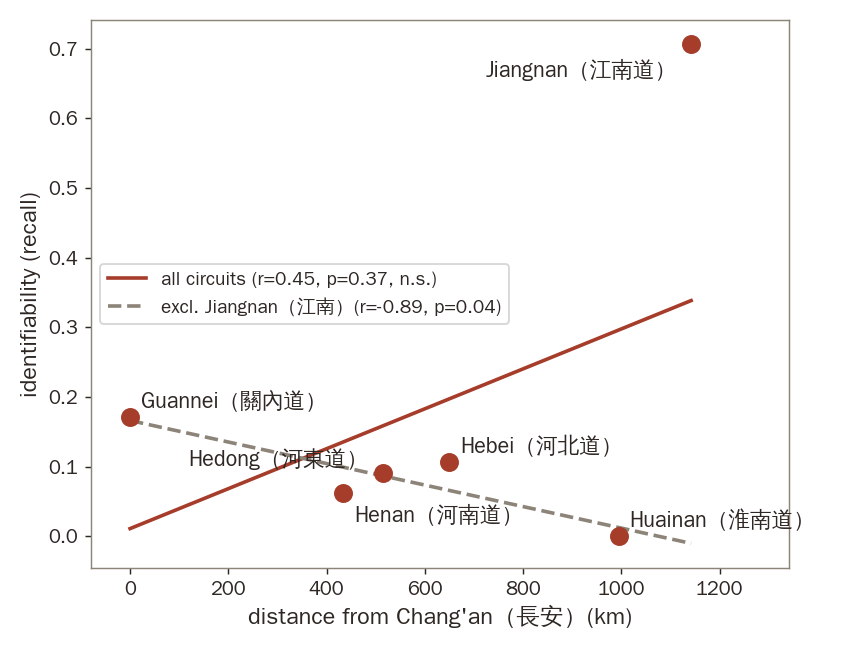 0.7
Jiangnan（江南道）
0.6
0.5
0.4
all circuits (r=0.45, p=0.37, n.s.)
excl. Jiangnan（江南）(r=-0.89, p=0.04)
0.3
0.2
Guannei（關內道）
Hedong（河東道）
Hebei（河北道）
0.1
Henan（河南道）
Huainan（淮南道）
0.0
identifiability (recall)
0 200 400 600 800 1000 1200
distance from Chang'an（長安）(km)